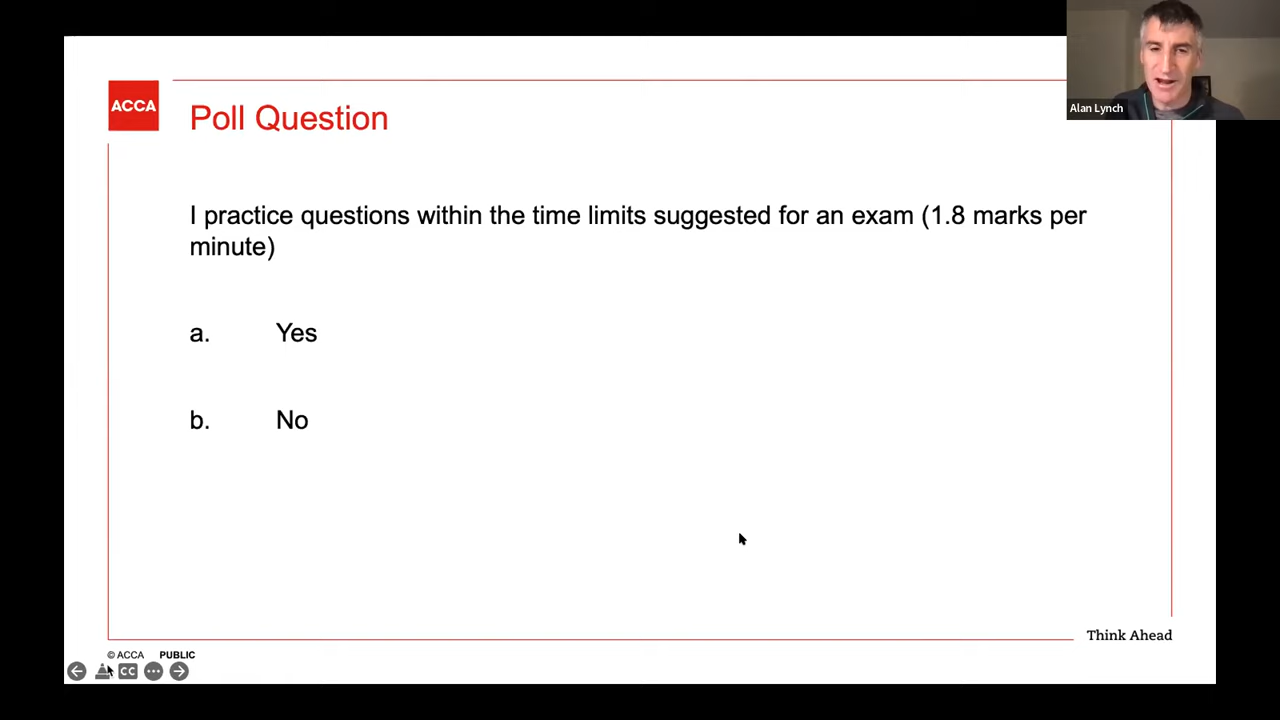 ACCA
Poll Question
Alan Lynch
I practice questions within the time limits suggested for an exam (1.8 marks per
minute)
a. Yes
b. No
Think Ahead
© ACCA PUBLIC
CC